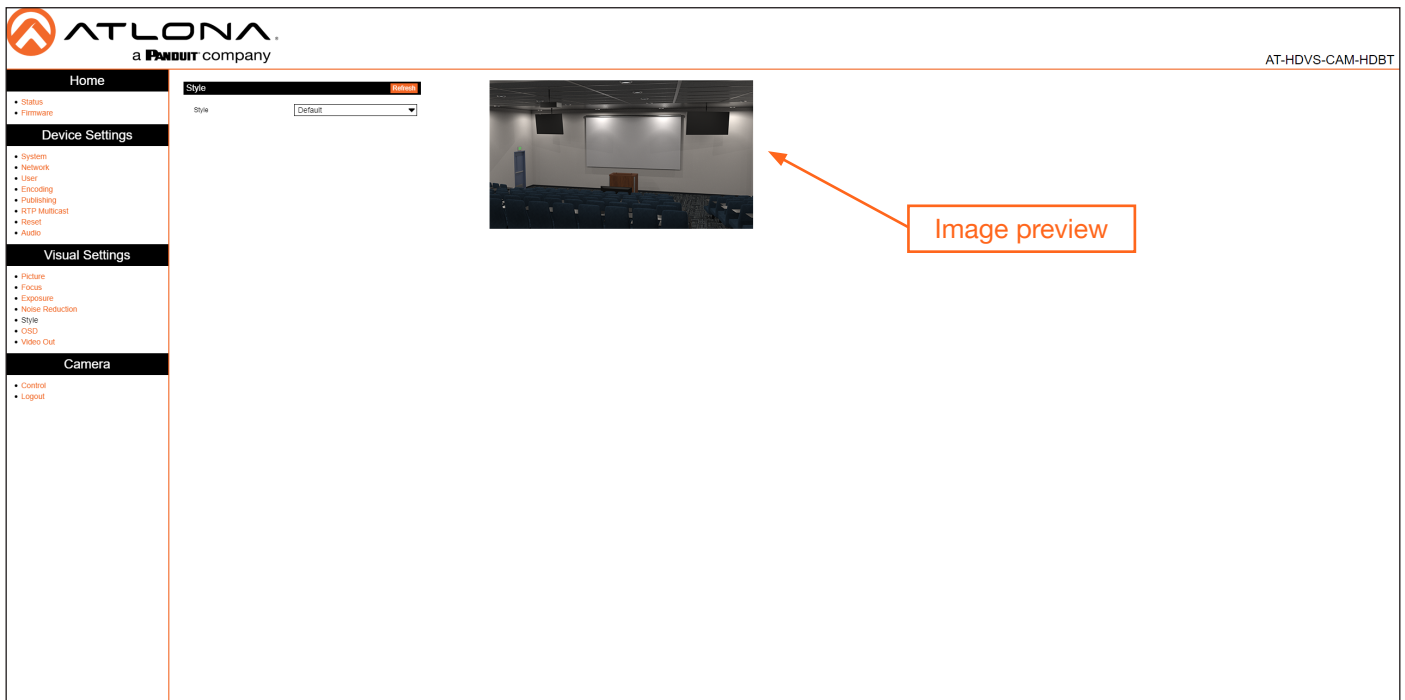 ATLONA.
a PANDUIT company
AT-HDVS-CAM-HDBT
Home
Status
Firmware
Device Settings
System
Network
User
Encoding
Publishing
RTP Multicast
Reset
Audio
Visual Settings
Picture
Focus
Exposure
Noise Reduction
Style
OSD
Video Out
Camera
Control
Logout
Style Refresh
Style Default
Image preview